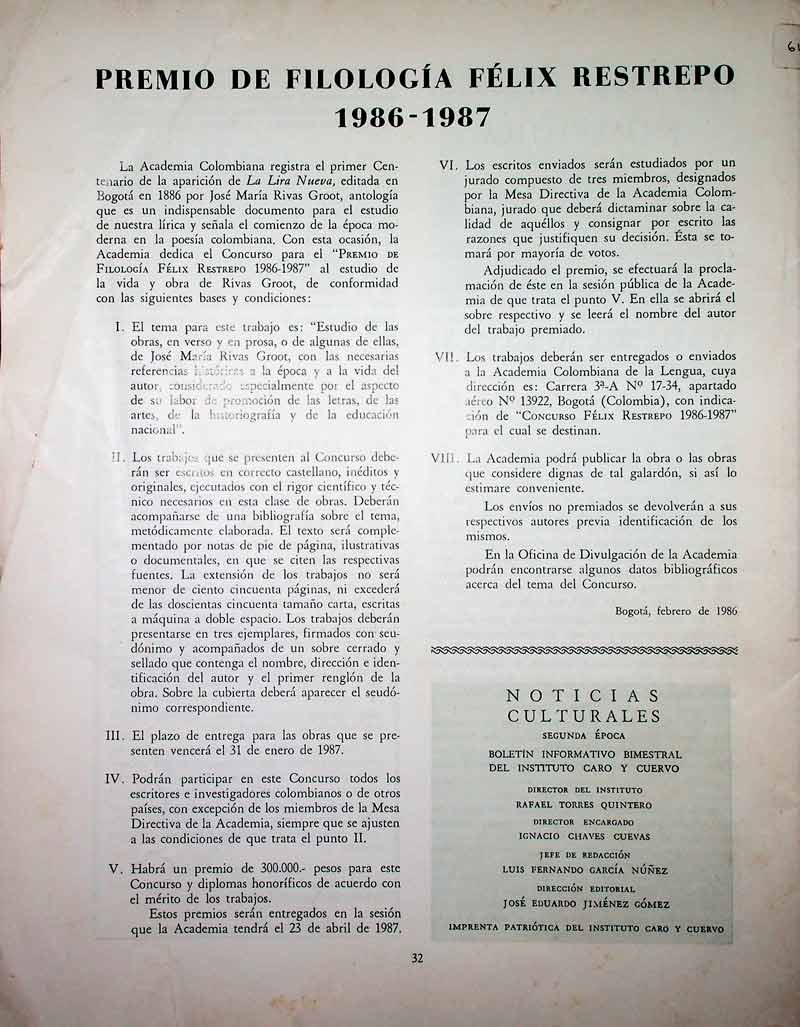 6
PREMIO DE FILOLOGÍA FÉLIX RESTREPO
1986-1987
La Academia Colombiana registra el primer Cen-
tenario de la aparición de La Lira Nueva, editada en
Bogotá en 1886 por José María Rivas Groot, antología
que es un indispensable documento para el estudio
de nuestra lírica y señala el comienzo de la época mo-
derna en la poesía colombiana. Con esta ocasión, la
Academia dedica el Concurso para el "PREMIO DE
FILOLOGÍA FÉLIX RESTREPO 1986-1987" al estudio de
la vida y obra de Rivas Groot, de conformidad
con las siguientes bases y condiciones:
I. El tema para este trabajo es: "Estudio de las
obras, en verso y en prosa, o de algunas de ellas,
de José María Rivas Groot, con las necesarias
referencias históricas a la época y a la vida del
autor, considerado especialmente por el aspecto
de su labor de promoción de las letras, de las
artes, de la historiografía y de la educación
nacional".
II. Los trabajos que se presenten al Concurso debe-
rán ser escritos en correcto castellano, inéditos y
originales, ejecutados con el rigor científico y téc-
nico necesarios en esta clase de obras. Deberán
acompañarse de una bibliografía sobre el tema,
metódicamente elaborada. El texto será comple-
mentado por notas de pie de página, ilustrativas
o documentales, en que se citen las respectivas
fuentes. La extensión de los trabajos no será
menor de ciento cincuenta páginas, ni excederá
de las doscientas cincuenta tamaño carta, escritas
a máquina a doble espacio. Los trabajos deberán
presentarse en tres ejemplares, firmados con seu-
dónimo y acompañados de un sobre cerrado y
sellado que contenga el nombre, dirección e iden-
tificación del autor y el primer renglón de la
obra. Sobre la cubierta deberá aparecer el seudó-
nimo correspondiente.
III. El plazo de entrega para las obras que se pre-
senten vencerá el 31 de enero de 1987.
IV. Podrán participar en este Concurso todos los
escritores e investigadores colombianos o de otros
países, con excepción de los miembros de la Mesa
Directiva de la Academia, siempre que se ajusten
a las condiciones de que trata el punto II.
V. Habrá un premio de 300.000.- pesos para este
Concurso y diplomas honoríficos de acuerdo con
el mérito de los trabajos.
Estos premios serán entregados en la sesión
que la Academia tendrá el 23 de abril de 1987.
VI. Los escritos enviados serán estudiados por un
jurado compuesto de tres miembros, designados
por la Mesa Directiva de la Academia Colom-
biana, jurado que deberá dictaminar sobre la ca-
lidad de aquéllos y consignar por escrito las
razones que justifiquen su decisión. Ésta se to-
mará por mayoría de votos.
Adjudicado el premio, se efectuará la procla-
mación de éste en la sesión pública de la Acade-
mia de que trata el punto V. En ella se abrirá el
sobre respectivo y se leerá el nombre del autor
del trabajo premiado.
VII. Los trabajos deberán ser entregados o enviados
a la Academia Colombiana de la Lengua, cuya
dirección es: Carrera 3ª-A Nº 17-34, apartado
aéreo Nº 13922, Bogotá (Colombia), con indica-
ción de "CONCURSO FÉLIX RESTREPO 1986-1987"
para el cual se destinan.
VIII. La Academia podrá publicar la obra o las obras
que considere dignas de tal galardón, si así lo
estimare conveniente.
Los envíos no premiados se devolverán a sus
respectivos autores previa identificación de los
mismos.
En la Oficina de Divulgación de la Academia
podrán encontrarse algunos datos bibliográficos
acerca del tema del Concurso.
Bogotá, febrero de 1986
NOTICIAS
CULTURALES
SEGUNDA ÉPOCA
BOLETÍN INFORMATIVO BIMESTRAL
DEL INSTITUTO CARO Y CUERVO
DIRECTOR DEL INSTITUTO
RAFAEL TORRES QUINTERO
DIRECTOR ENCARGADO
IGNACIO CHAVES CUEVAS
JEFE DE REDACCIÓN
LUIS FERNANDO GARCÍA NÚÑEZ
DIRECCIÓN EDITORIAL
JOSÉ EDUARDO JIMÉNEZ GÓMEZ
IMPRENTA PATRIÓTICA DEL INSTITUTO CARO Y CUERVO
32